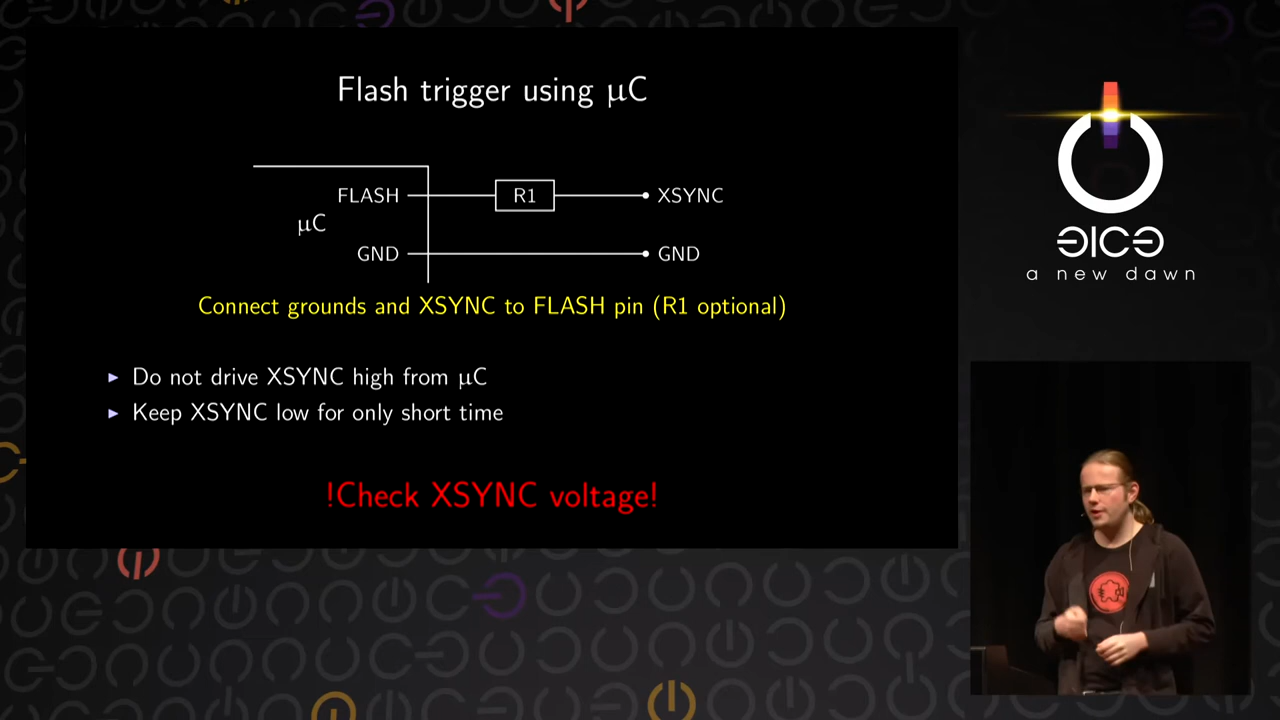 Flash trigger using µC
FLASH
R1
XSYNC
µC
GND
GND
Connect grounds and XSYNC to FLASH pin (R1 optional)
Do not drive XSYNC high from µC
Keep XSYNC low for only short time
!Check XSYNC voltage!
a new dawn